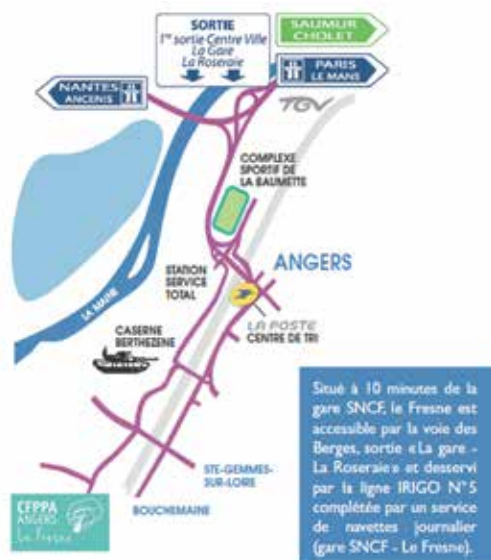 SORTIE
1re sortie Centre Ville
La Gare
La Roseraie
SAUMUR
CHOLET
PARIS
LE MANS
NANTES
ANCENIS
TGV
COMPLEXE
SPORTIF DE
LA BAUMETTE
ANGERS
STATION
SERVICE
TOTAL
LA MAINE
LA POSTE
CENTRE DE TRI
CASERNE
BERTHEZENE
Situé à 10 minutes de la
gare SNCF, le Fresne est
accessible par la voie des
Berges, sortie «La gare -
La Roseraie» et desservi
par la ligne IRIGO N°5
complétée par un service
de navettes journalier
(gare SNCF - Le Fresne).
STE-GEMMES-
SUR-LOIRE
BOUCHEMAINE
CFPPA
ANGERS
Le Fresne